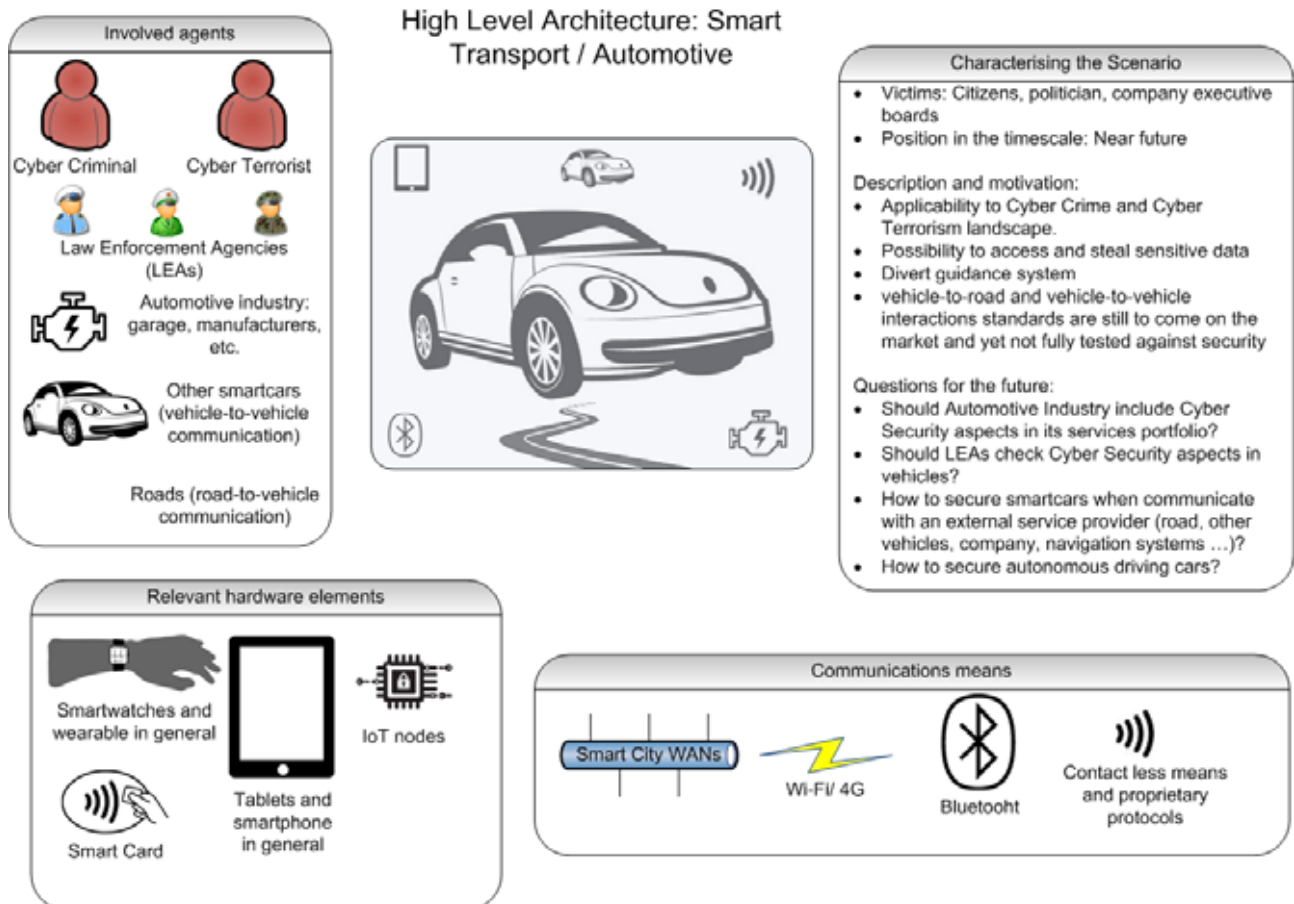 High Level Architecture: Smart
Transport / Automotive
Involved agents
Cyber Criminal
Cyber Terrorist
Law Enforcement Agencies
(LEAs)
Automotive industry:
garage, manufacturers,
etc.
Other smartcars
(vehicle-to-vehicle
communication)
Roads (road-to-vehicle
communication)
Characterising the Scenario
• Victims: Citizens, politician, company executive
boards
• Position in the timescale: Near future
Description and motivation:
• Applicability to Cyber Crime and Cyber
Terrorism landscape.
• Possibility to access and steal sensitive data
• Divert guidance system
• vehicle-to-road and vehicle-to-vehicle
interactions standards are still to come on the
market and yet not fully tested against security
Questions for the future:
• Should Automotive Industry include Cyber
Security aspects in its services portfolio?
• Should LEAs check Cyber Security aspects in
vehicles?
• How to secure smartcars when communicate
with an external service provider (road, other
vehicles, company, navigation systems …)?
• How to secure autonomous driving cars?
Relevant hardware elements
Smartwatches and
wearable in general
Smart Card
Tablets and
smartphone
in general
IoT nodes
Communications means
Smart City WANs
Wi-Fi/ 4G
Bluetooht
Contact less means
and proprietary
protocols